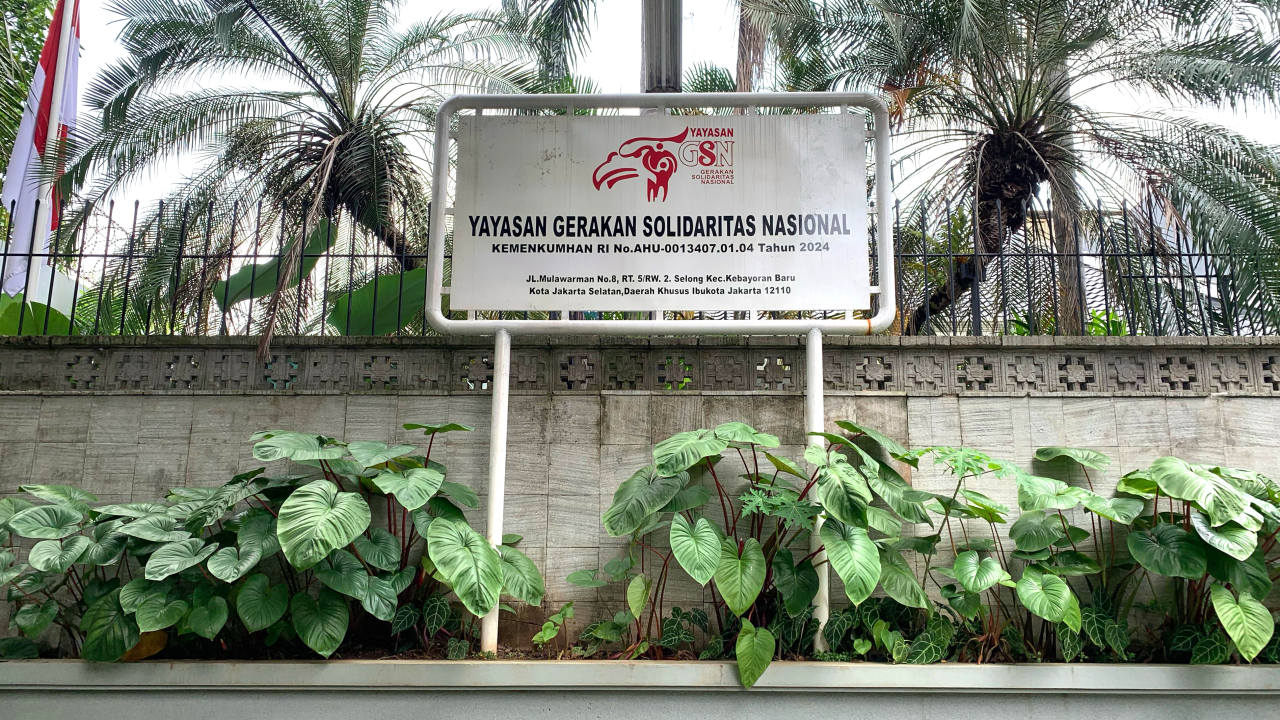 YAYASAN
GSN
GERAKAN
SOLIDARITAS
NASIONAL
YAYASAN GERAKAN SOLIDARITAS NASIONAL
KEMENKUMHAN RI No.AHU-0013407.01.04 Tahun 2024
JL.Mulawarman No.8, RT. 5/RW. 2. Selong Kec.Kebayoran Baru
Kota Jakarta Selatan,Daerah Khusus Ibukota Jakarta 12110